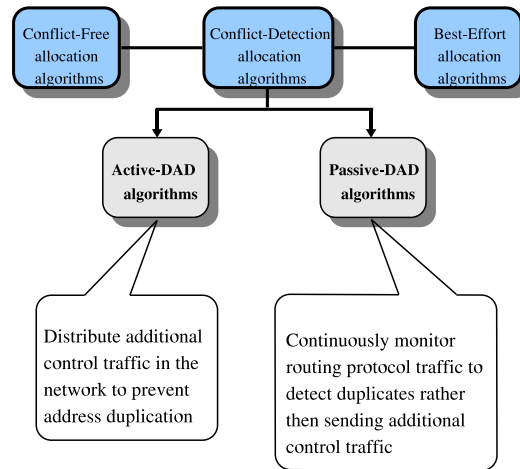 Conflict-Free
allocation
algorithms
Conflict-Detection
allocation
algorithms
Best-Effort
allocation
algorithms
Active-DAD
algorithms
Passive-DAD
algorithms
Distribute additional
control traffic in the
network to prevent
address duplication
Continuously monitor
routing protocol traffic to
detect duplicates rather
then sending additional
control traffic